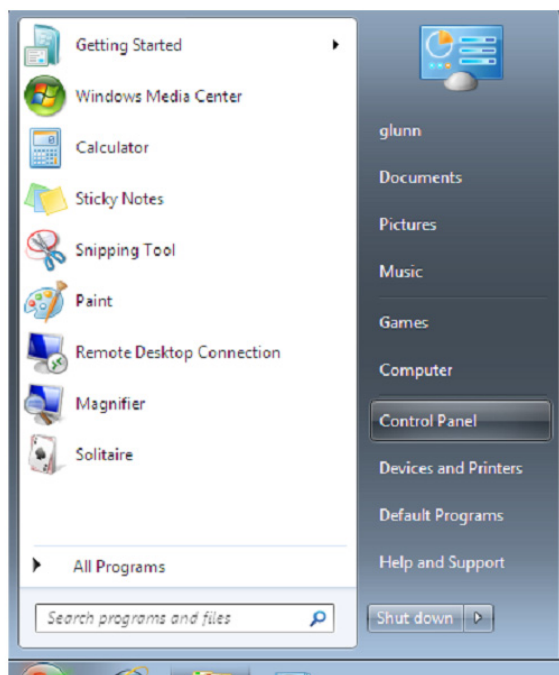 Getting Started
Windows Media Center
Calculator
Sticky Notes
Snipping Tool
Paint
Remote Desktop Connection
Magnifier
Solitaire
All Programs
Search programs and files
glunn
Documents
Pictures
Music
Games
Computer
Control Panel
Devices and Printers
Default Programs
Help and Support
Shut down